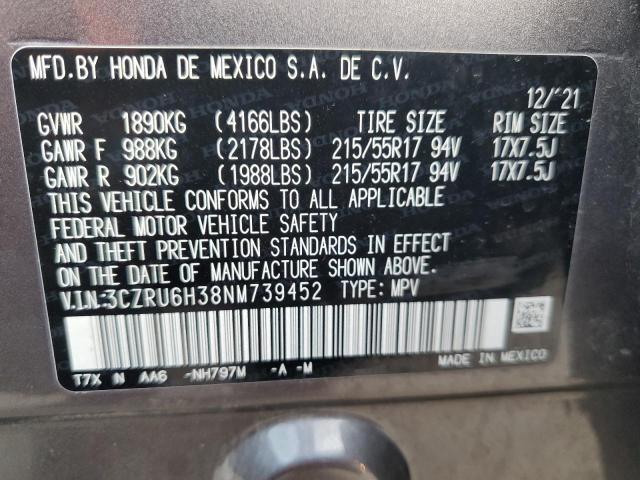 MFD.BY HONDA DE MEXICO S.A. DE C.V.
12/'21
GVWR 1890KG (4166LBS) TIRE SIZE RIM SIZE
GAWR F 988KG (2178LBS) 215/55R17 94V 17X7.5J
GAWR R 902KG (1988LBS) 215/55R17 94V 17X7.5J
THIS VEHICLE CONFORMS TO ALL APPLICABLE
FEDERAL MOTOR VEHICLE SAFETY
AND THEFT PREVENTION STANDARDS IN EFFECT
ON THE DATE OF MANUFACTURE SHOWN ABOVE.
V.I.N.:3CZRU6H38NM739452 TYPE: MPV
MADE IN MEXICO
T7X N AA6 -NH797M -A -M